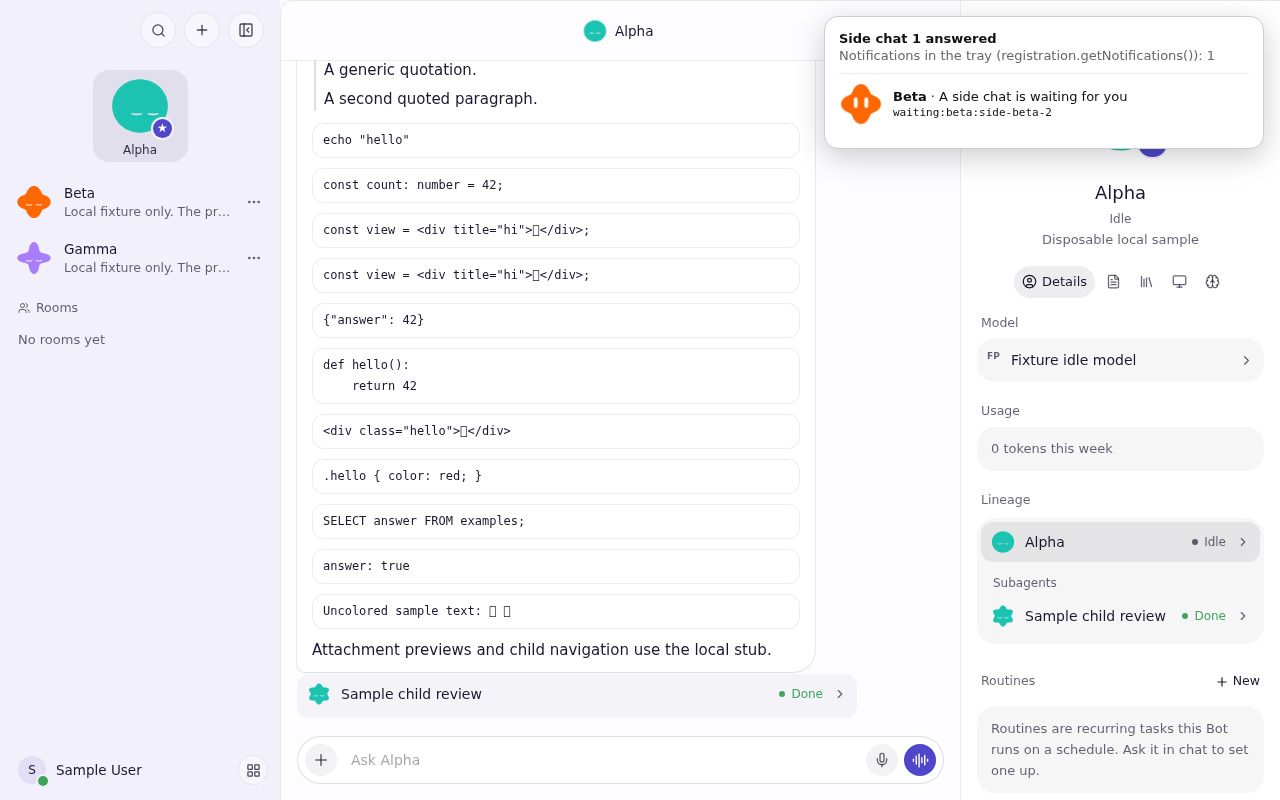 Alpha
Beta
Local fixture only. The pr...
Gamma
Local fixture only. The pr...
Rooms
No rooms yet
S
Sample User
Alpha
A generic quotation.
A second quoted paragraph.
echo "hello"
const count: number = 42;
const view = <div title="hi">▯</div>;
const view = <div title="hi">▯</div>;
{"answer": 42}
def hello():
    return 42
<div class="hello">▯</div>
.hello { color: red; }
SELECT answer FROM examples;
answer: true
Uncolored sample text: ▯ ▯
Attachment previews and child navigation use the local stub.
Sample child review
Done
Ask Alpha
Side chat 1 answered
Notifications in the tray (registration.getNotifications()): 1
Beta · A side chat is waiting for you
waiting:beta:side-beta-2
Alpha
Idle
Disposable local sample
Details
Model
FP Fixture idle model
Usage
0 tokens this week
Lineage
Alpha
Idle
Subagents
Sample child review
Done
Routines
New
Routines are recurring tasks this Bot
runs on a schedule. Ask it in chat to set
one up.